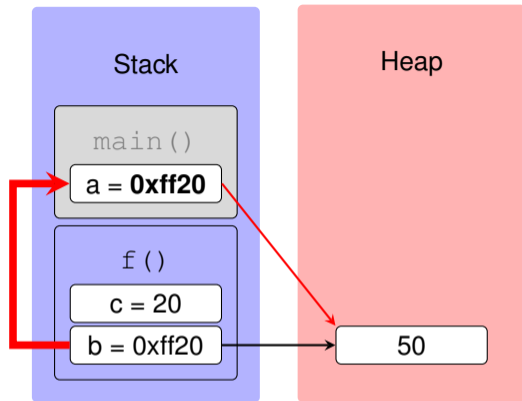 Stack
Heap
main()
a = 0xff20
f()
c = 20
b = 0xff20
50